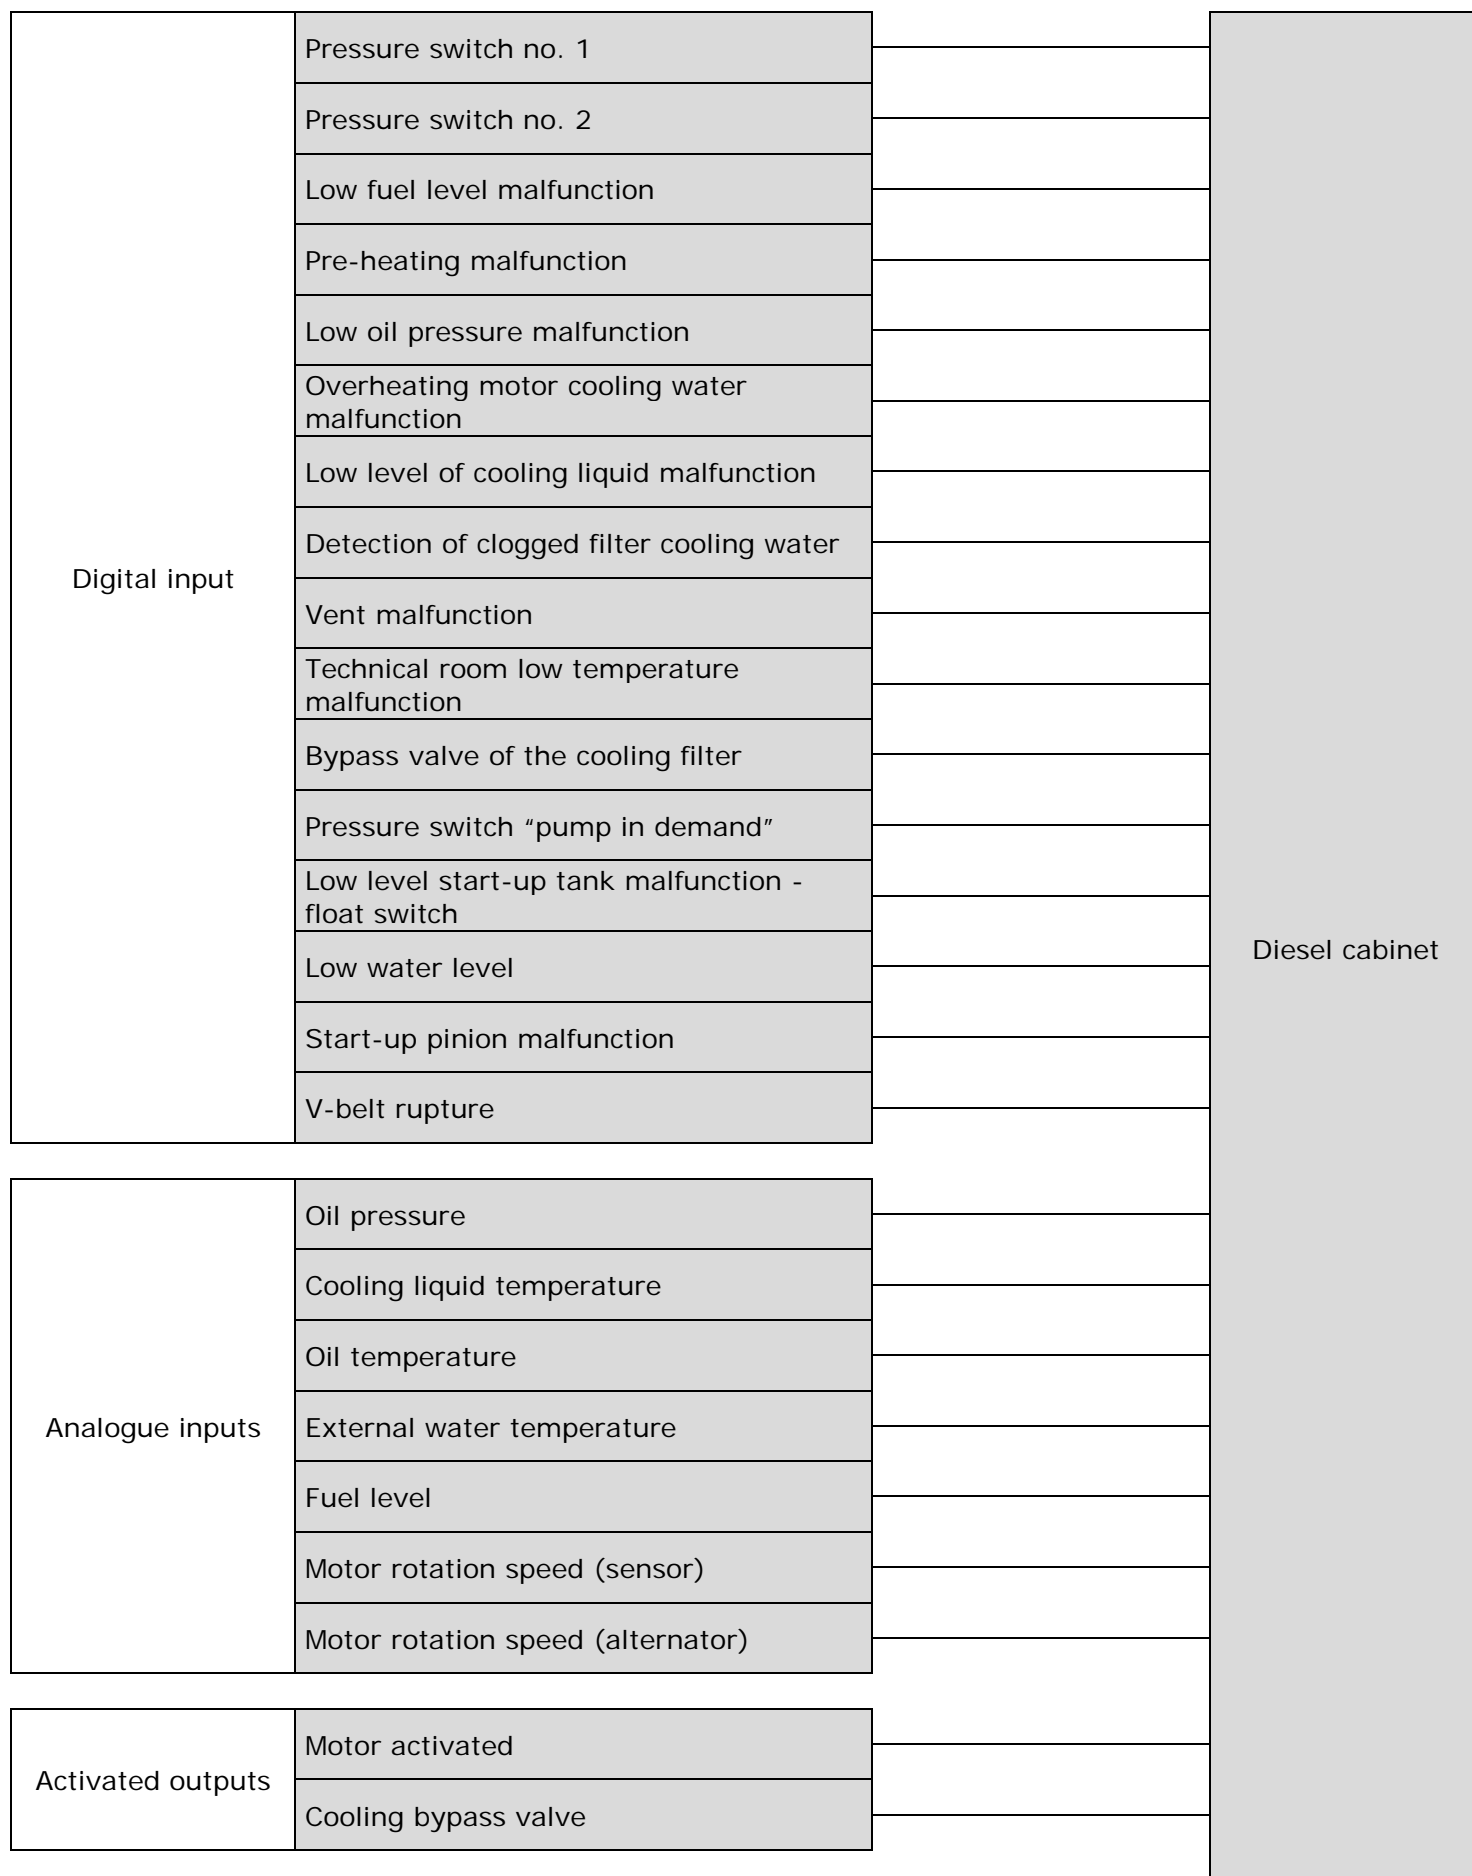 Pressure switch no. 1
Pressure switch no. 2
Low fuel level malfunction
Pre-heating malfunction
Low oil pressure malfunction
Overheating motor cooling water
malfunction
Low level of cooling liquid malfunction
Detection of clogged filter cooling water
Digital input
Vent malfunction
Technical room low temperature
malfunction
Bypass valve of the cooling filter
Pressure switch “pump in demand”
Low level start-up tank malfunction -
float switch
Diesel cabinet
Low water level
Start-up pinion malfunction
V-belt rupture
Oil pressure
Cooling liquid temperature
Oil temperature
Analogue inputs
External water temperature
Fuel level
Motor rotation speed (sensor)
Motor rotation speed (alternator)
Motor activated
Activated outputs
Cooling bypass valve